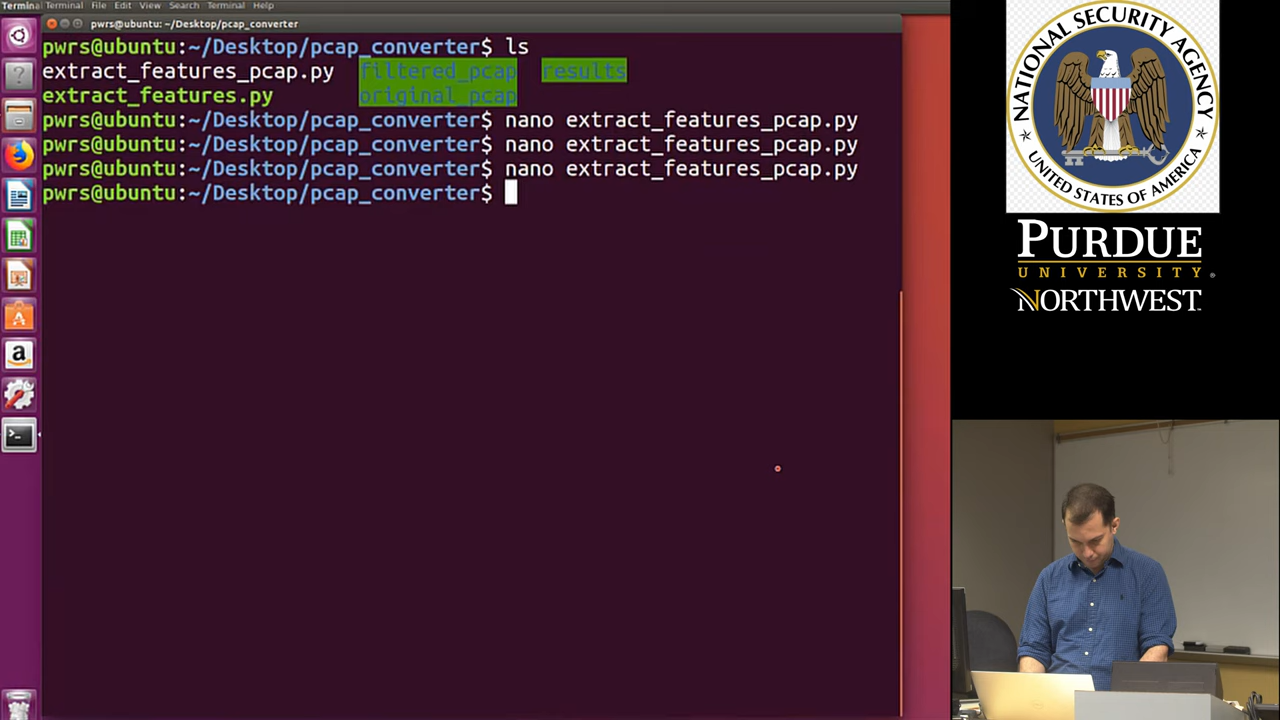 Terminal Terminal File Edit View Search Terminal Help
pwrs@ubuntu: ~/Desktop/pcap_converter
pwrs@ubuntu:~/Desktop/pcap_converter$ ls
extract_features_pcap.py filtered_pcap results
extract_features.py original_pcap
pwrs@ubuntu:~/Desktop/pcap_converter$ nano extract_features_pcap.py
pwrs@ubuntu:~/Desktop/pcap_converter$ nano extract_features_pcap.py
pwrs@ubuntu:~/Desktop/pcap_converter$ nano extract_features_pcap.py
pwrs@ubuntu:~/Desktop/pcap_converter$
NATIONAL SECURITY AGENCY
UNITED STATES OF AMERICA
PURDUE
UNIVERSITY®
NORTHWEST™